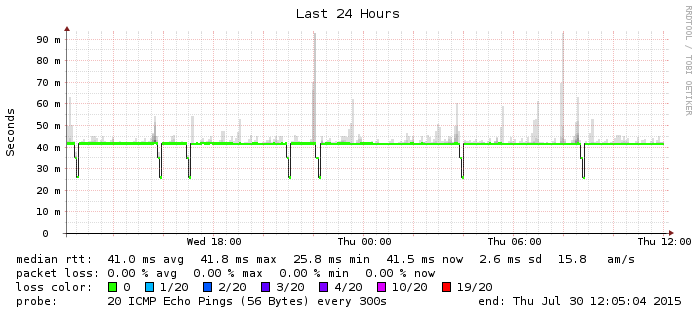 Last 24 Hours
RRDTOOL / TOBI OETIKER
Seconds
90 m
80 m
70 m
60 m
50 m
40 m
30 m
20 m
10 m
0
Wed 18:00 Thu 00:00 Thu 06:00 Thu 12:00
median rtt: 41.0 ms avg 41.8 ms max 25.8 ms min 41.5 ms now 2.6 ms sd 15.8 am/s
packet loss: 0.00 % avg 0.00 % max 0.00 % min 0.00 % now
loss color: 0 1/20 2/20 3/20 4/20 10/20 19/20
probe: 20 ICMP Echo Pings (56 Bytes) every 300s end: Thu Jul 30 12:05:04 2015